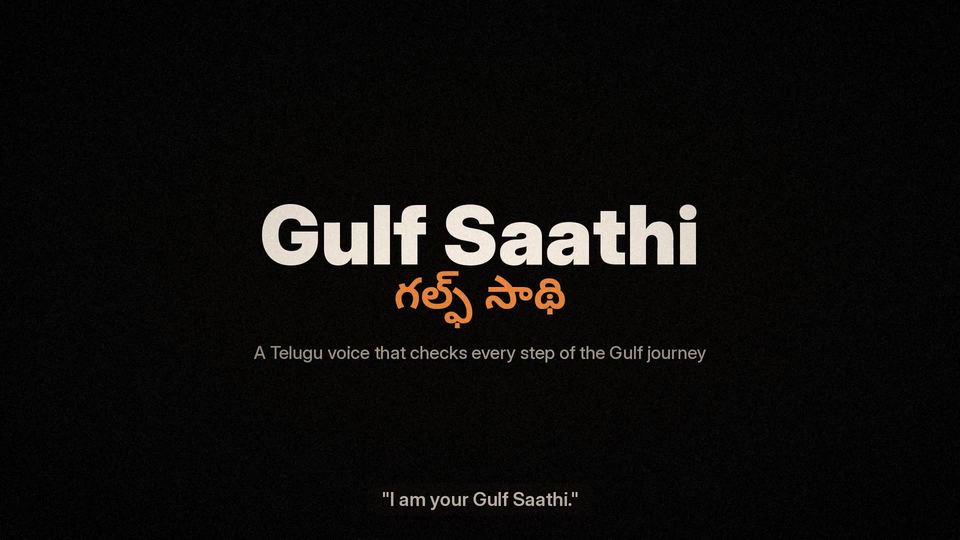 Gulf Saathi
గల్ఫ్ సాథి
A Telugu voice that checks every step of the Gulf journey
"I am your Gulf Saathi."